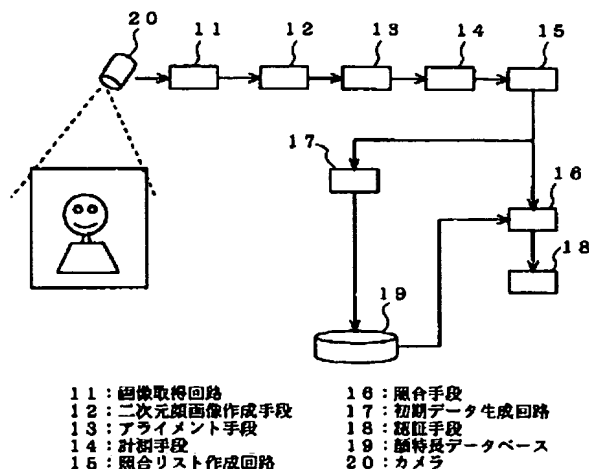 20
11
12
13
14
15
17
16
18
19
11:画像取得回路
12:二次元顔画像作成手段
13:アライメント手段
14:計測手段
15:照合リスト作成回路
16:照合手段
17:初期データ生成回路
18:認証手段
19:顔特長データベース
20:カメラ